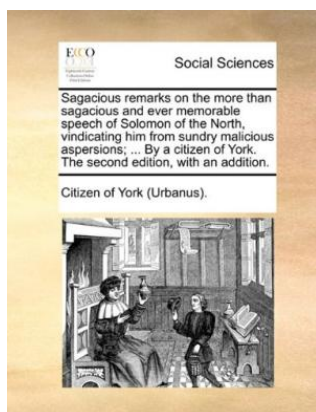 ECCO
Social Sciences
Sagacious remarks on the more than
sagacious and ever memorable
speech of Solomon of the North,
vindicating him from sundry malicious
aspersions; ... By a citizen of York.
The second edition, with an addition.
Citizen of York (Urbanus).